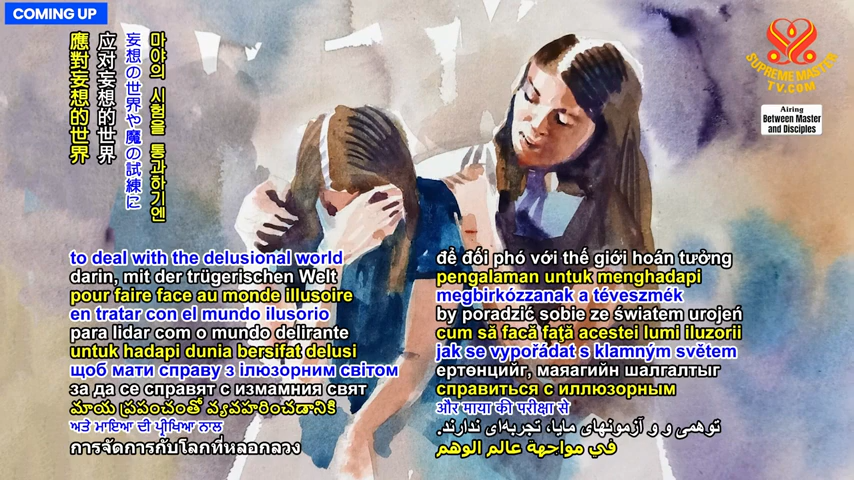 COMING UP
마야의 시험을 통과하기엔
妄想の世界や魔の試練に
应对妄想的世界
應對妄想的世界
SUPREME MASTER
TV.COM
Airing
Between Master
and Disciples
to deal with the delusional world
darin, mit der trügerischen Welt
pour faire face au monde illusoire
en tratar con el mundo ilusorio
para lidar com o mundo delirante
untuk hadapi dunia bersifat delusi
щоб мати справу з ілюзорним світом
за да се справят с измамния свят
మాయ ప్రపంచంతో వ్యవహరించడానికి
ਅਤੇ ਮਾਇਆ ਦੀ ਪ੍ਰੀਖਿਆ ਨਾਲ
การจัดการกับโลกที่หลอกลวง
để đối phó với thế giới hoán tưởng
pengalaman untuk menghadapi
megbirkózzanak a téveszmék
by poradzić sobie ze światem urojeń
cum să facă faţă acestei lumi iluzorii
jak se vypořádat s klamným světem
ертөнцийг, маяагийн шалгалтыг
справиться с иллюзорным
और माया की परीक्षा से
توهمی و و آزمونهای مایا، تجربه‌ای ندارند.
في مواجهة عالم الوهم